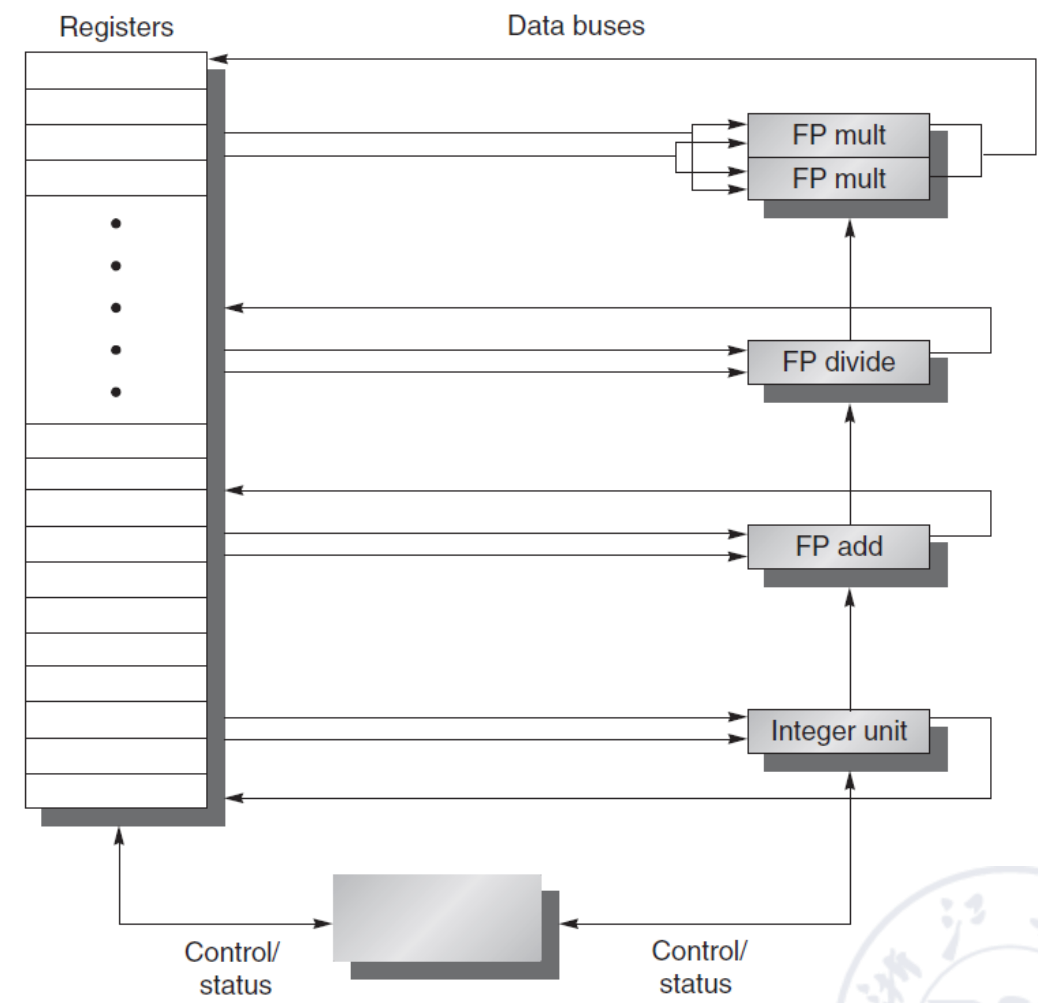 Registers
Data buses
FP mult
FP mult
FP divide
FP add
Integer unit
Control/
status
Control/
status